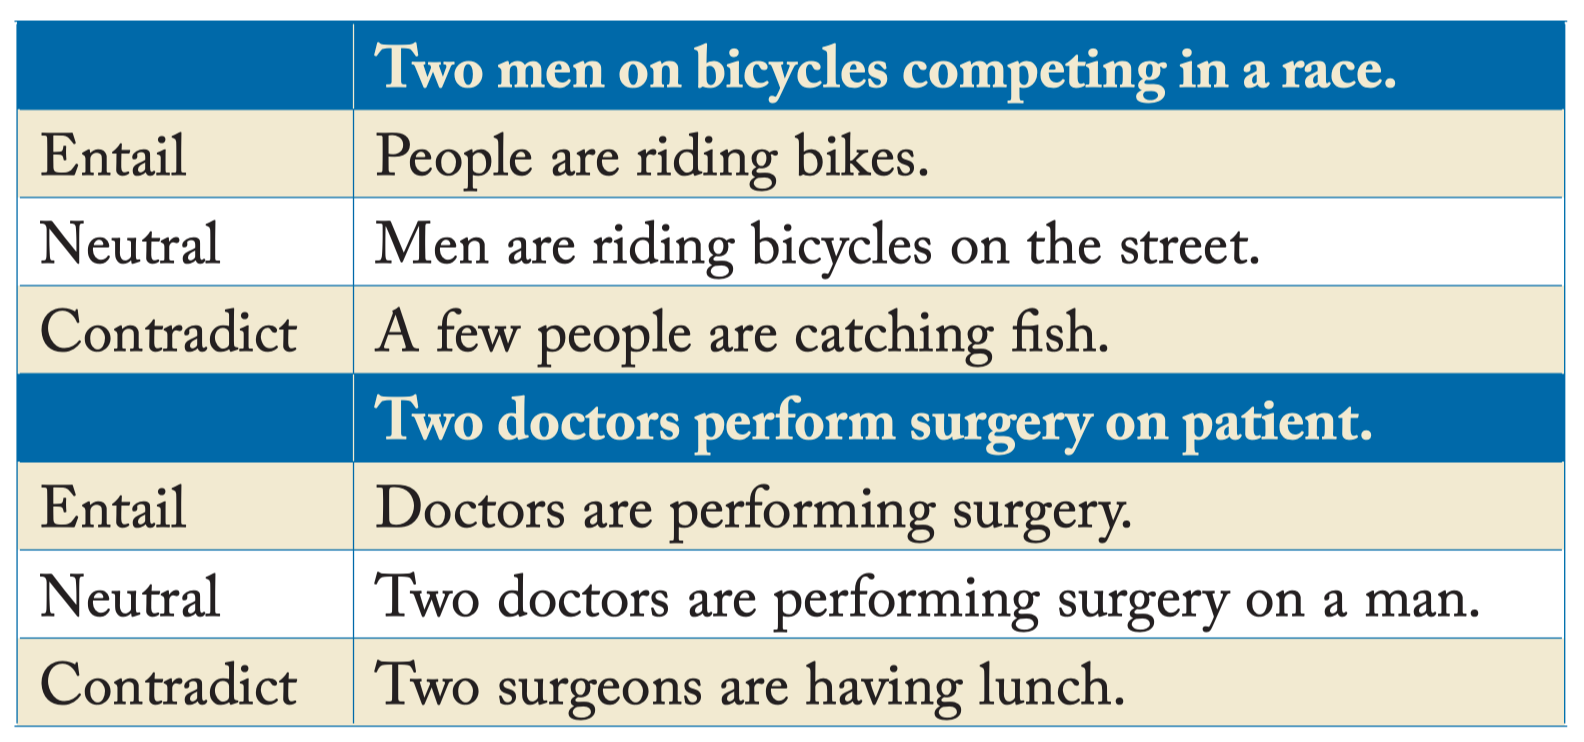 Two men on bicycles competing in a race.
Entail People are riding bikes.
Neutral Men are riding bicycles on the street.
Contradict A few people are catching fish.
Two doctors perform surgery on patient.
Entail Doctors are performing surgery.
Neutral Two doctors are performing surgery on a man.
Contradict Two surgeons are having lunch.